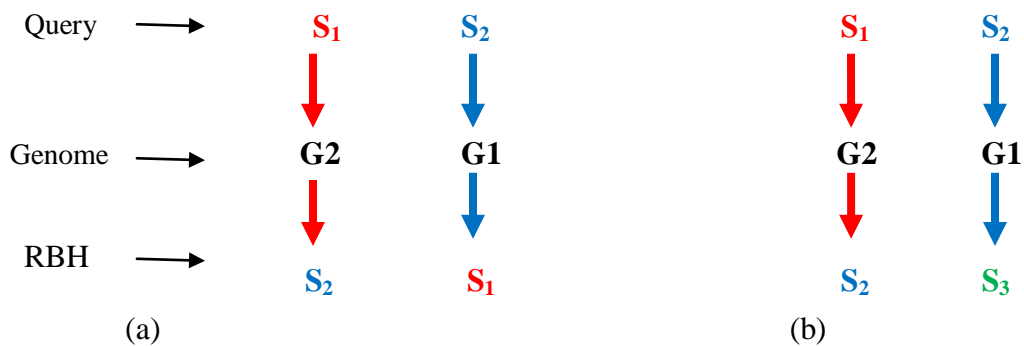 Query S₁ S₂ S₁ S₂
Genome G2 G1 G2 G1
RBH S₂ S₁ S₂ S₃
(a) (b)